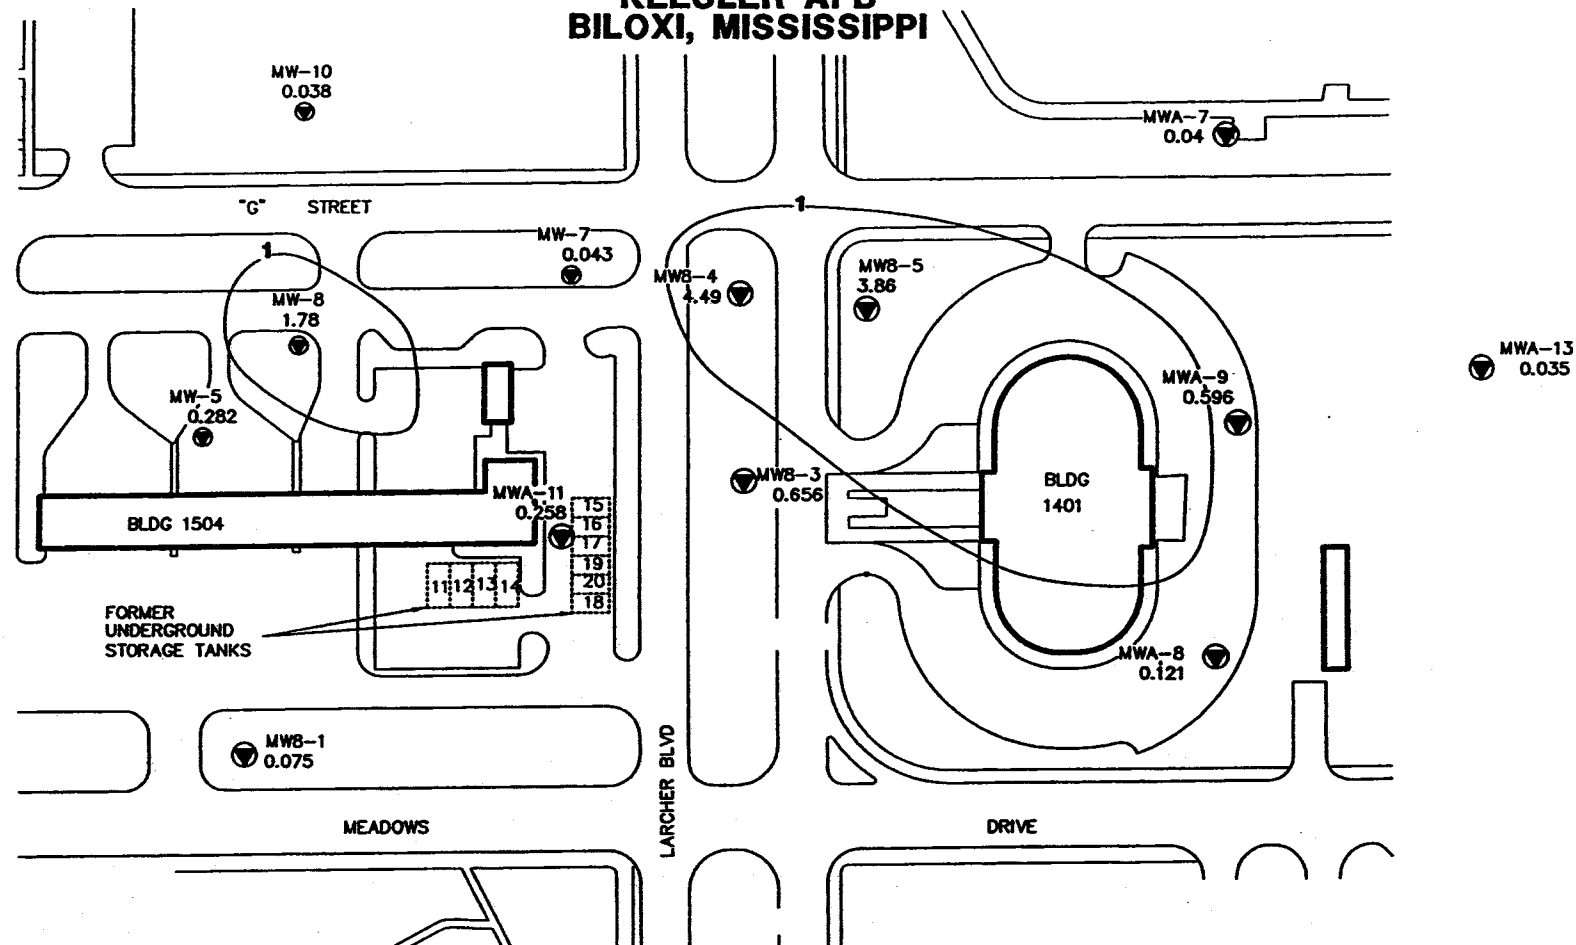 KEESLER AFB
BILOXI, MISSISSIPPI
MW-10
0.038
MWA-7
0.04
"G" STREET
1
1
MW-7
0.043
MW8-4
4.49
MW8-5
3.86
MW-8
1.78
MWA-13
0.035
MWA-9
0.596
MW-5
0.282
MW8-3
0.656
BLDG
1401
MWA-11
0.258
BLDG 1504
15
16
17
19
20
18
11 12 13 14
FORMER
UNDERGROUND
STORAGE TANKS
MWA-8
0.121
MW8-1
0.075
LARCHER BLVD
MEADOWS DRIVE